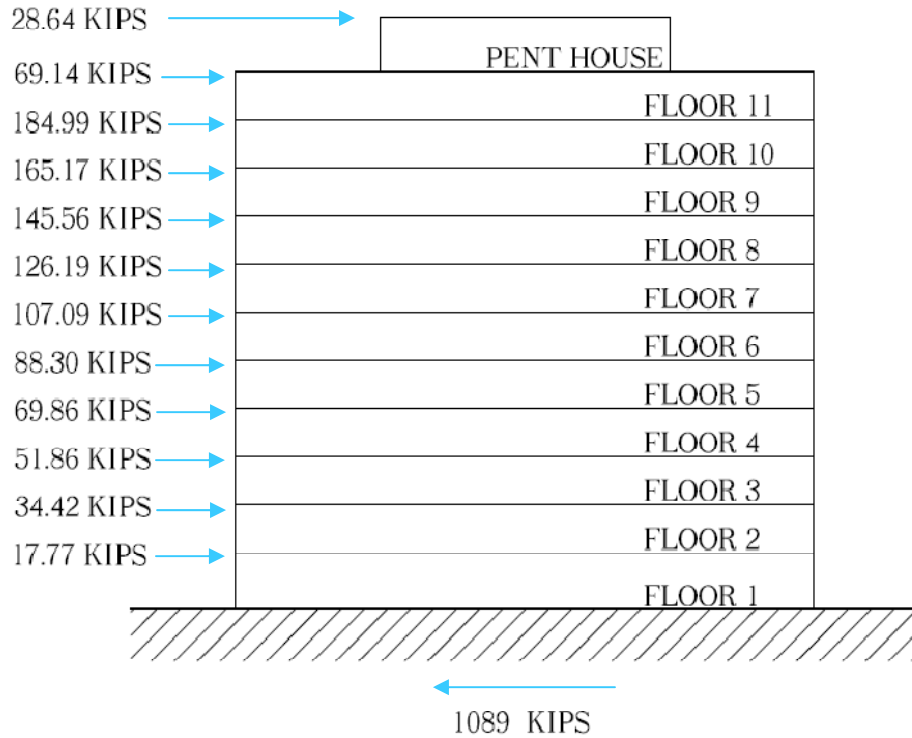 28.64 KIPS
PENT HOUSE
69.14 KIPS
FLOOR 11
184.99 KIPS
FLOOR 10
165.17 KIPS
FLOOR 9
145.56 KIPS
FLOOR 8
126.19 KIPS
FLOOR 7
107.09 KIPS
FLOOR 6
88.30 KIPS
FLOOR 5
69.86 KIPS
FLOOR 4
51.86 KIPS
FLOOR 3
34.42 KIPS
FLOOR 2
17.77 KIPS
FLOOR 1
1089 KIPS